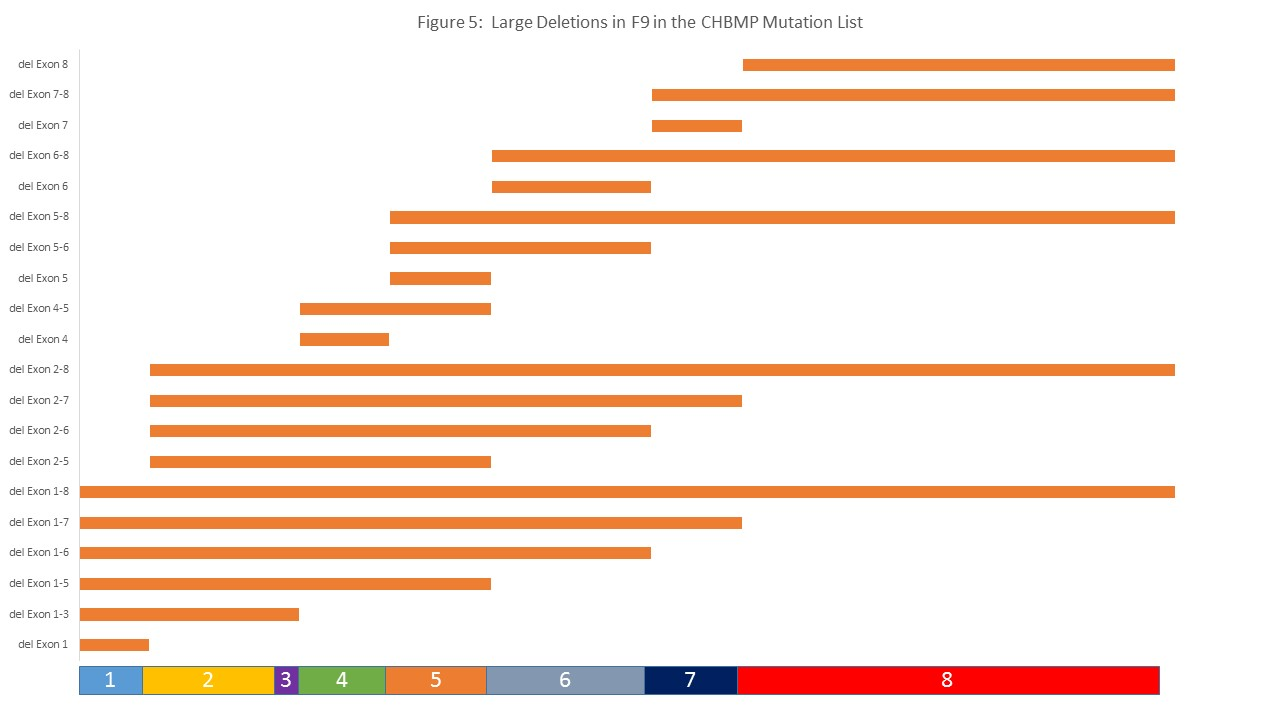 Figure 5:  Large Deletions in F9 in the CHBMP Mutation List
del Exon 8
del Exon 7-8
del Exon 7
del Exon 6-8
del Exon 6
del Exon 5-8
del Exon 5-6
del Exon 5
del Exon 4-5
del Exon 4
del Exon 2-8
del Exon 2-7
del Exon 2-6
del Exon 2-5
del Exon 1-8
del Exon 1-7
del Exon 1-6
del Exon 1-5
del Exon 1-3
del Exon 1
1 2 3 4 5 6 7 8